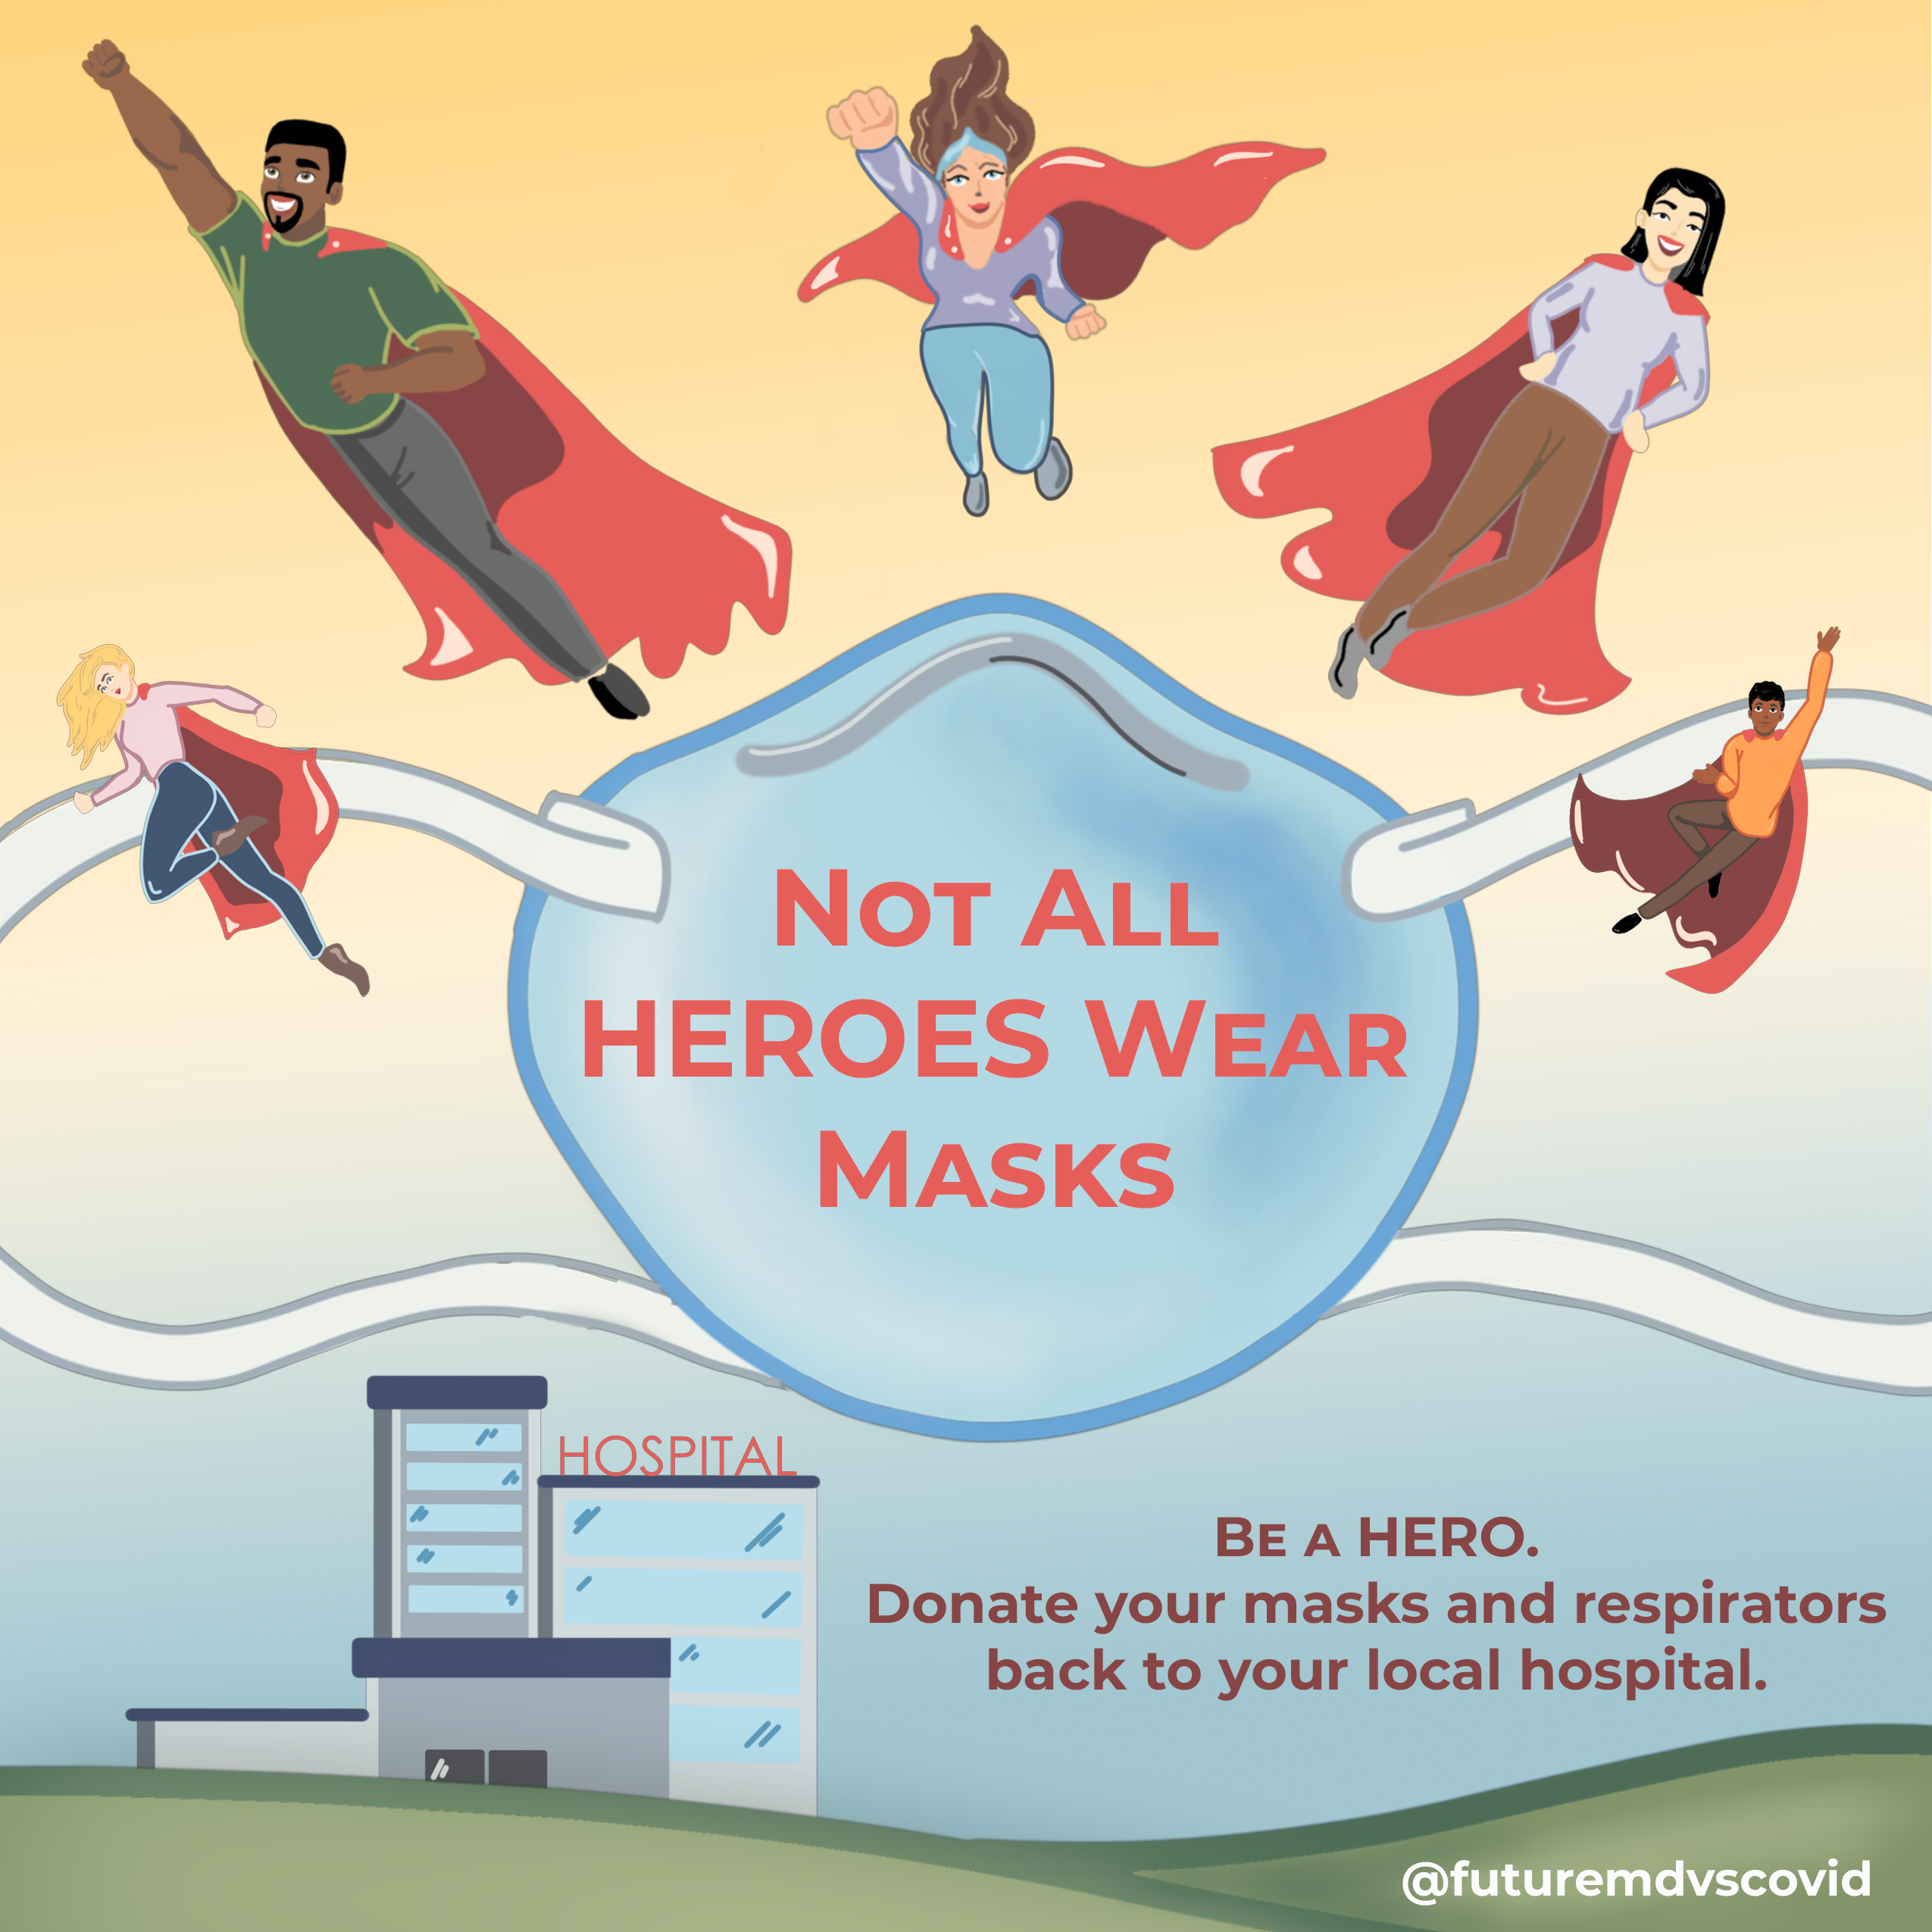 Not All
HEROES Wear
Masks
HOSPITAL
Be a HERO.
Donate your masks and respirators
back to your local hospital.
@futuremdvscovid